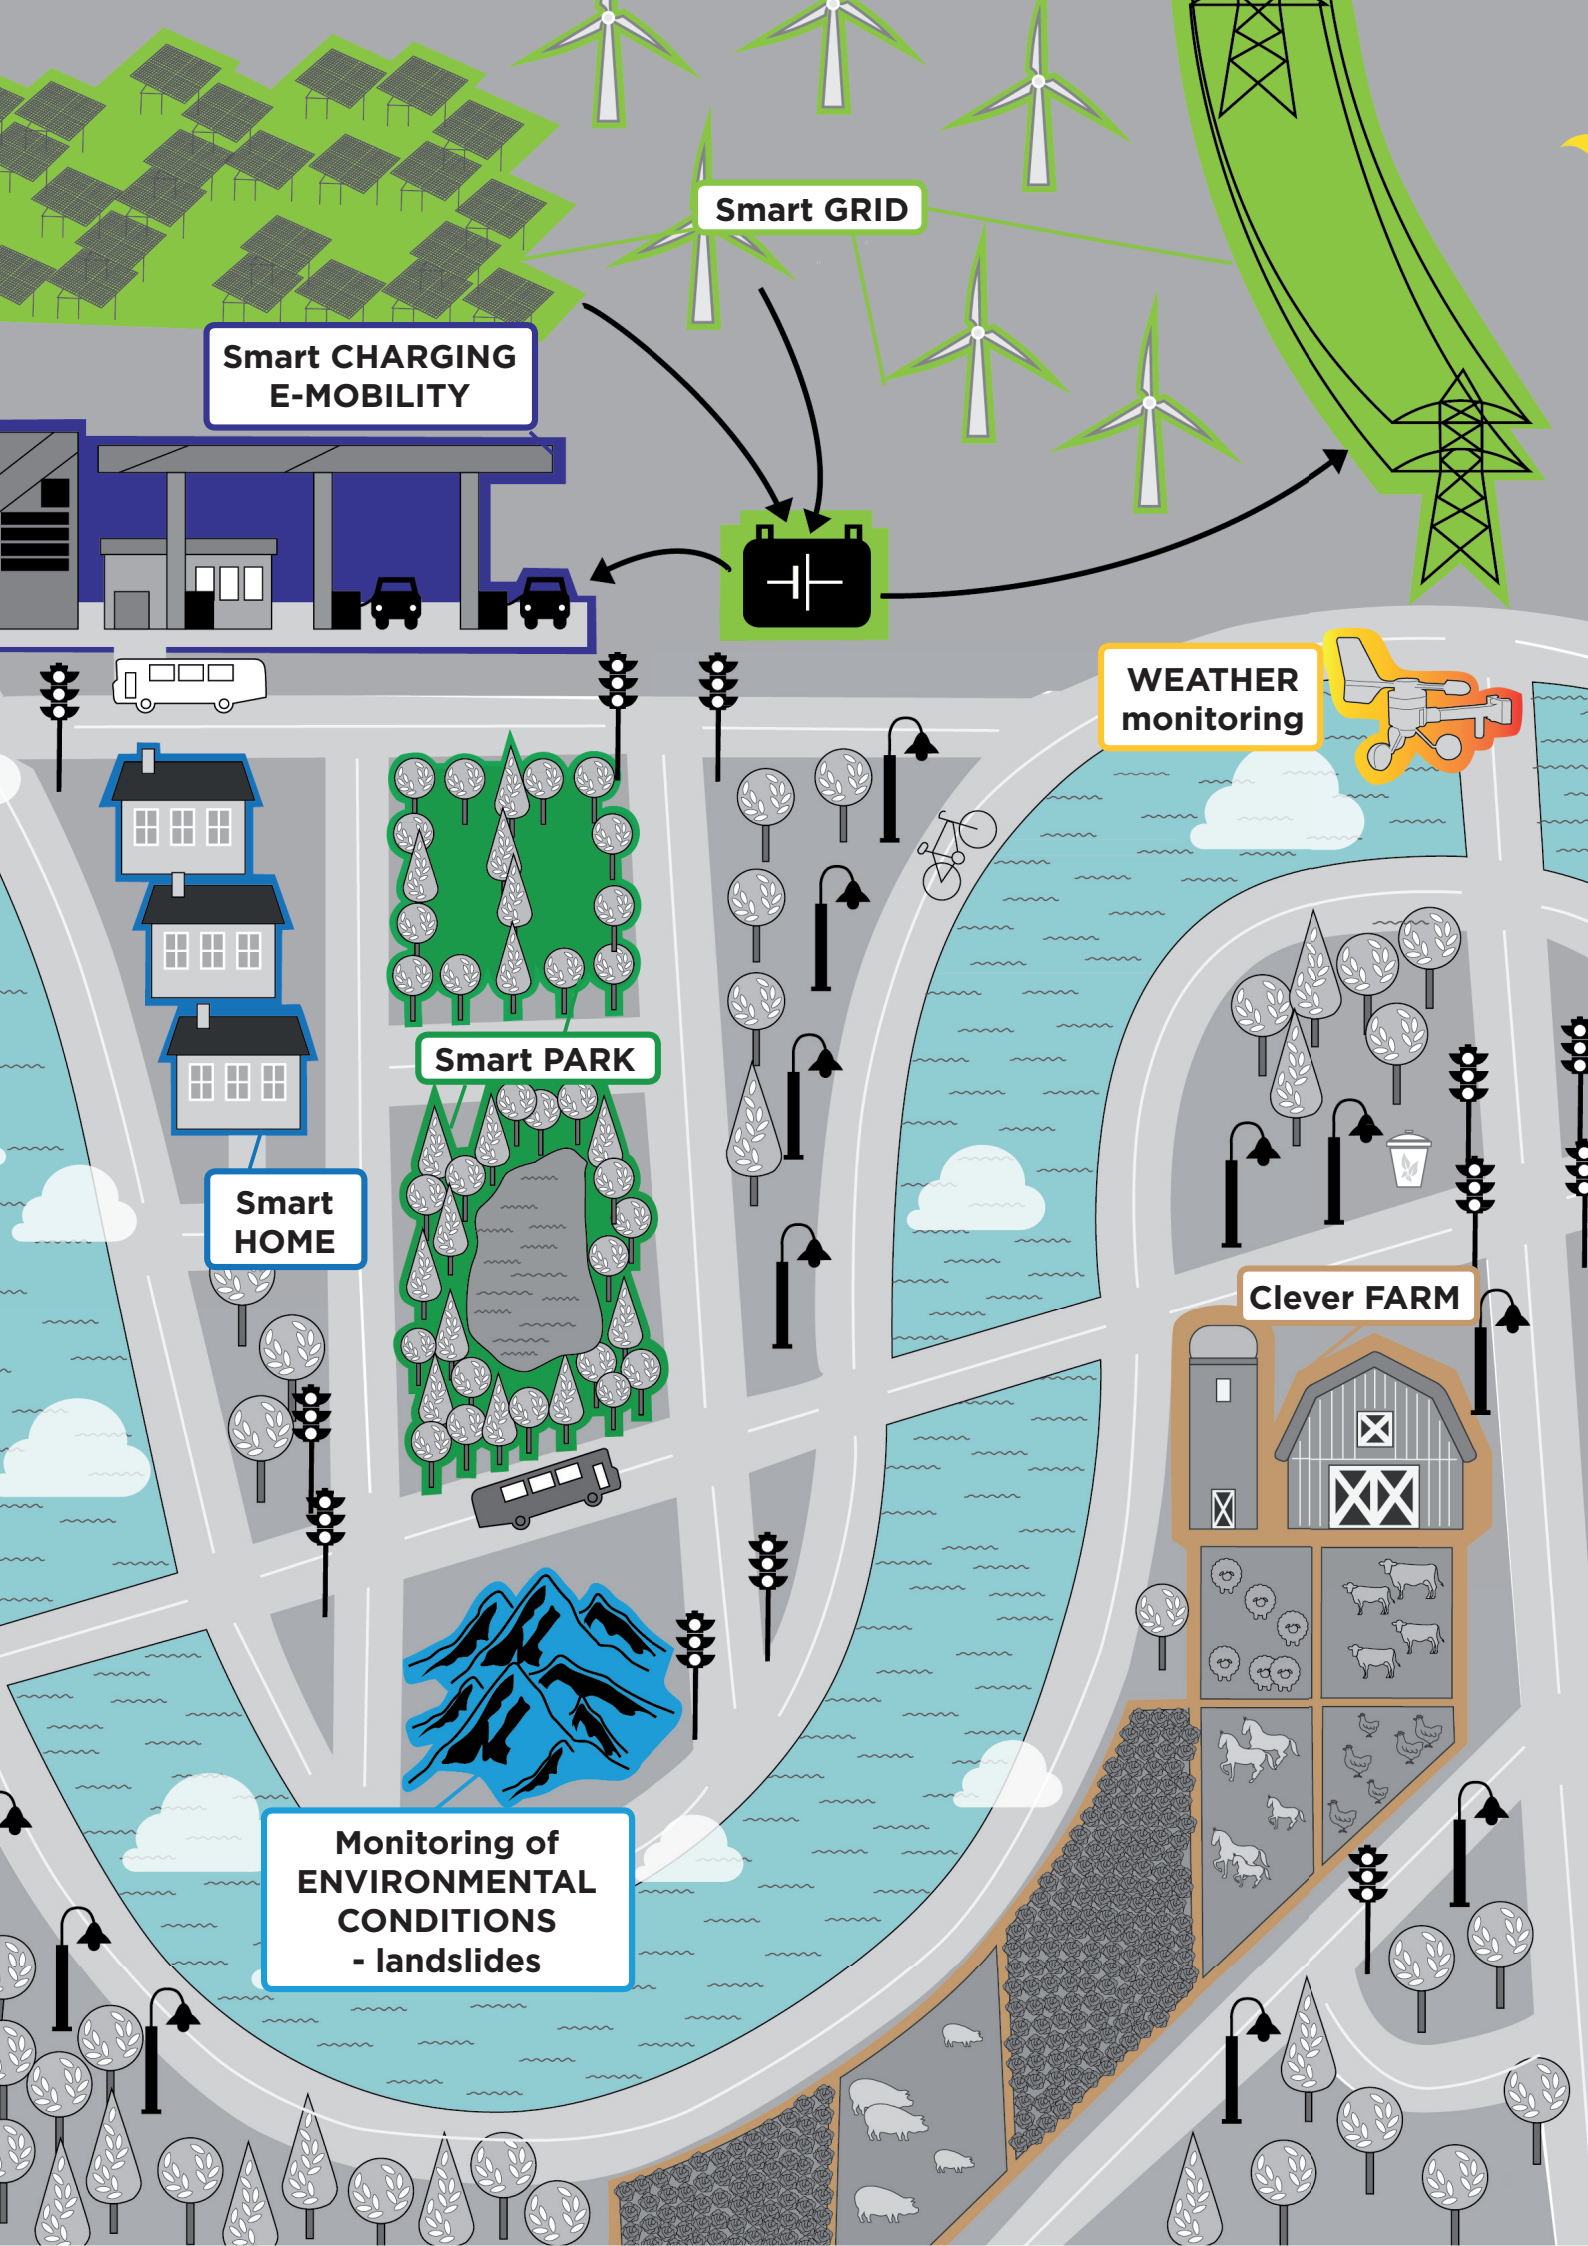 Smart GRID
Smart CHARGING
E-MOBILITY
WEATHER
monitoring
Smart PARK
Smart
HOME
Clever FARM
Monitoring of
ENVIRONMENTAL
CONDITIONS
- landslides